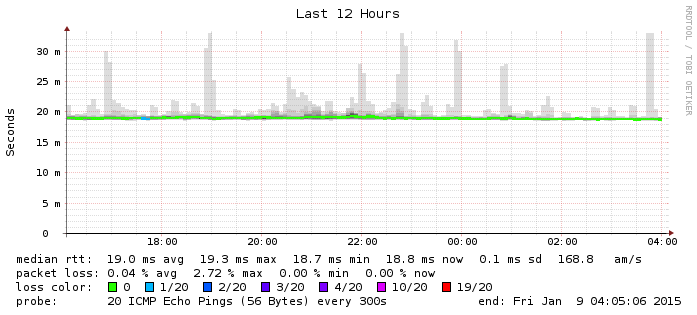 Last 12 Hours
RRDTOOL / TOBI OETIKER
Seconds
30 m
25 m
20 m
15 m
10 m
5 m
0
18:00 20:00 22:00 00:00 02:00 04:00
median rtt: 19.0 ms avg 19.3 ms max 18.7 ms min 18.8 ms now 0.1 ms sd 168.8 am/s
packet loss: 0.04 % avg 2.72 % max 0.00 % min 0.00 % now
loss color: 0 1/20 2/20 3/20 4/20 10/20 19/20
probe: 20 ICMP Echo Pings (56 Bytes) every 300s end: Fri Jan 9 04:05:06 2015